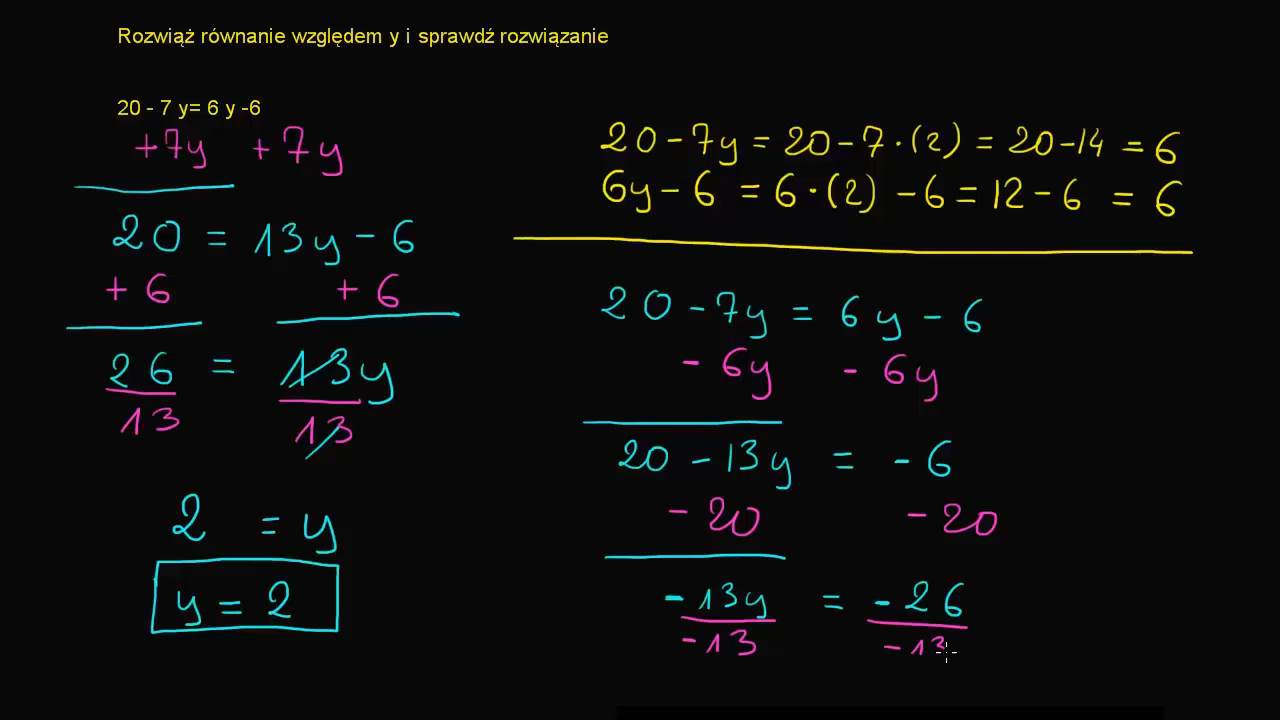 Rozwiąż równanie względem y i sprawdź rozwiązanie
20 - 7 y= 6 y -6
+7y +7y
20 = 13y - 6
+ 6 + 6
26 = 13y
13 13
2 = y
y = 2
20 - 7y = 20 - 7 · (2) = 20 - 14 = 6
6y - 6 = 6 · (2) - 6 = 12 - 6 = 6
20 - 7y = 6y - 6
- 6y - 6y
20 - 13y = - 6
- 20 - 20
- 13y = - 26
- 13 - 13